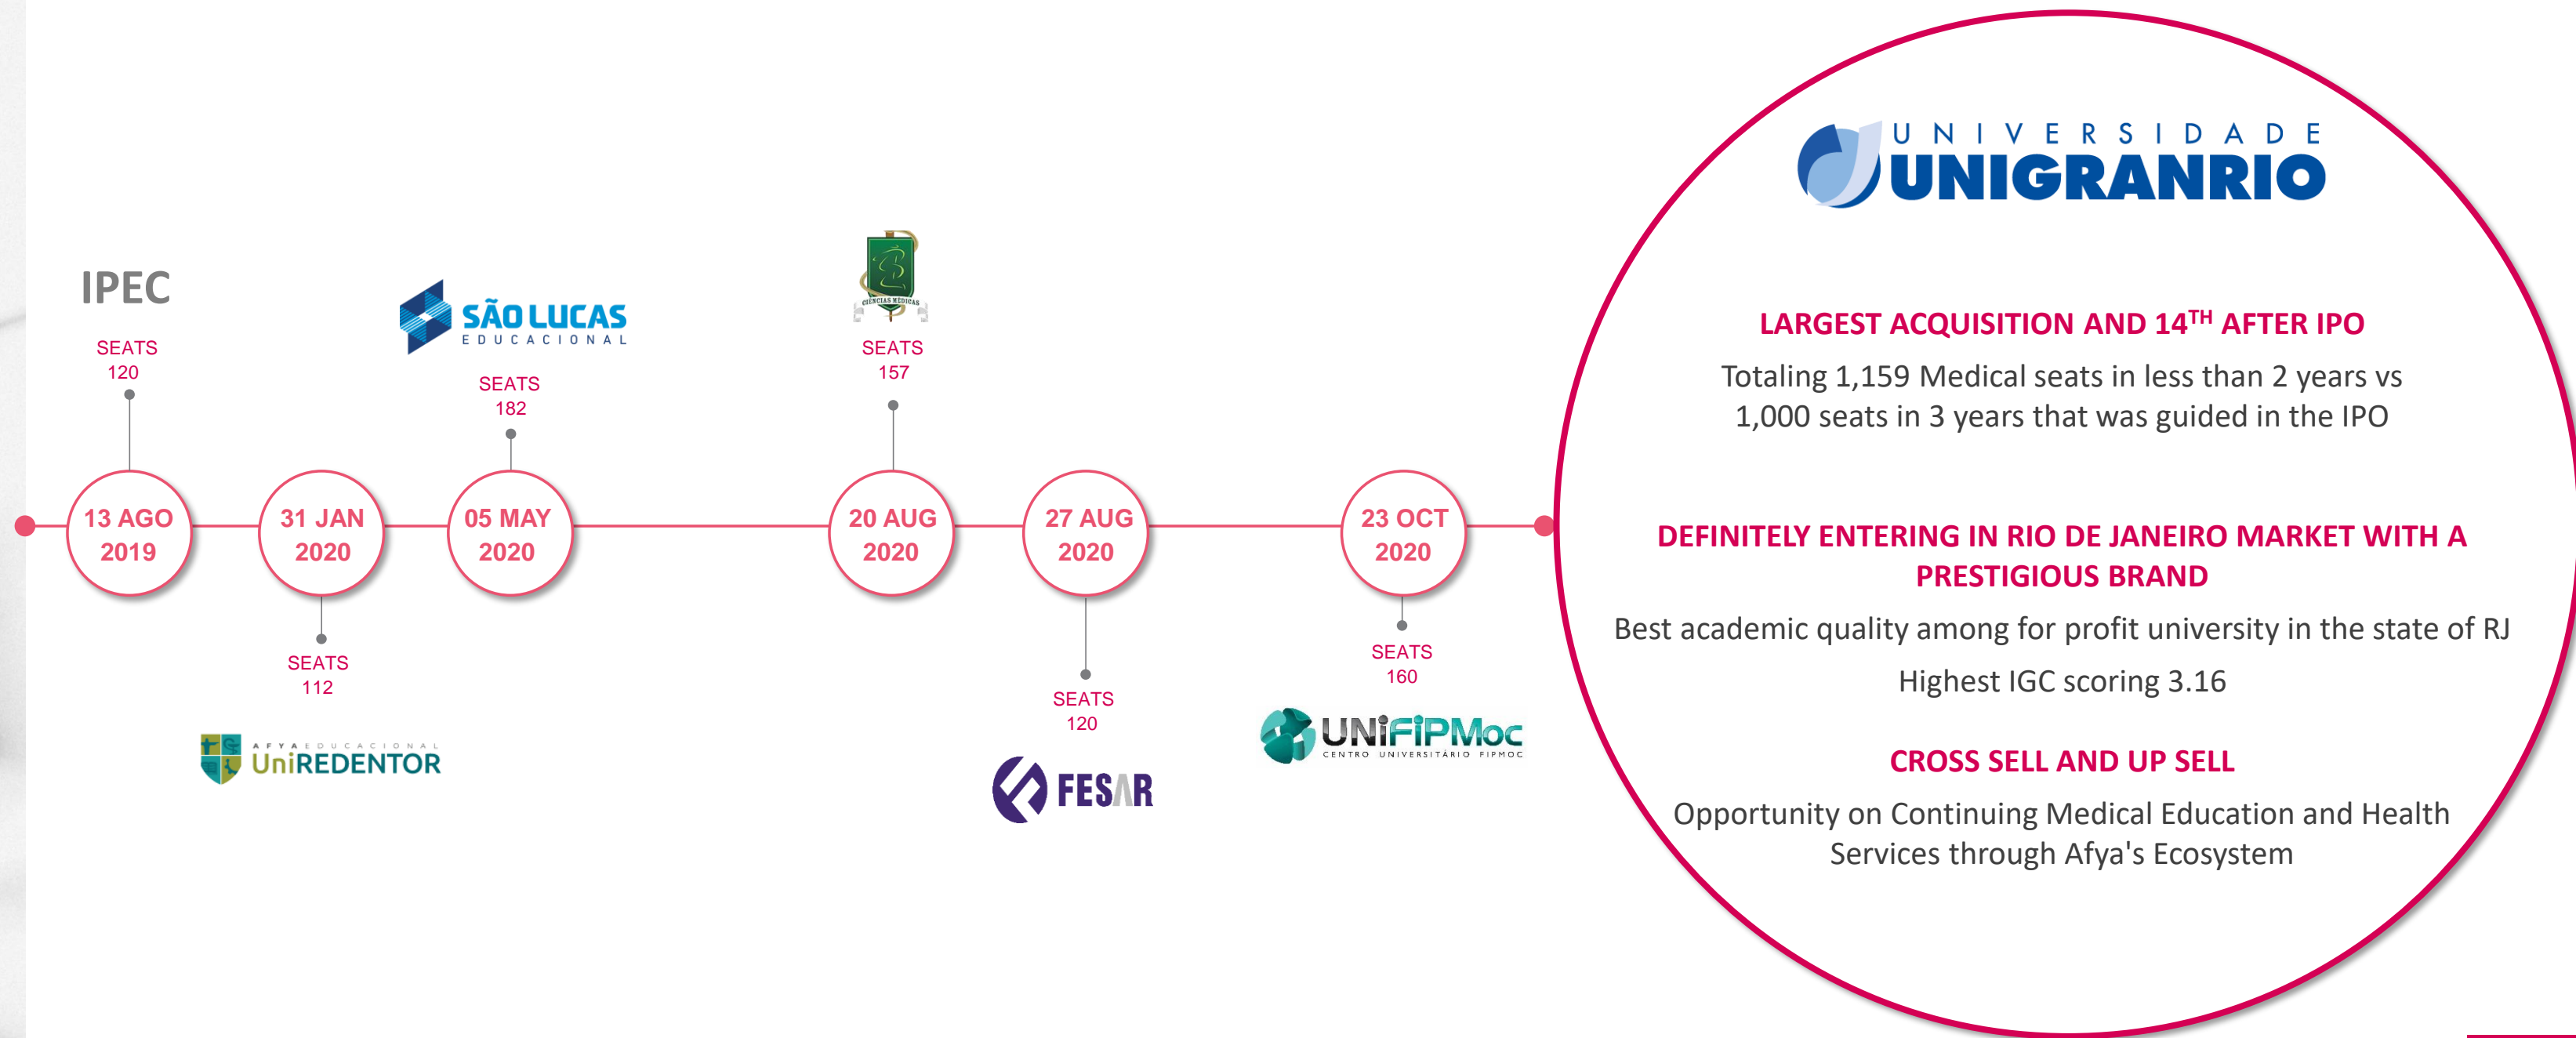 IPEC
SEATS
120
13 AGO
2019
31 JAN
2020
SEATS
112
AFYA EDUCACIONAL
UniREDENTOR
SÃO LUCAS
EDUCACIONAL
SEATS
182
05 MAY
2020
CIÊNCIAS MÉDICAS
SEATS
157
20 AUG
2020
27 AUG
2020
SEATS
120
FESAR
23 OCT
2020
SEATS
160
UNiFiPMoc
CENTRO UNIVERSITÁRIO FIPMOC
UNIVERSIDADE
UNIGRANRIO
LARGEST ACQUISITION AND 14TH AFTER IPO
Totaling 1,159 Medical seats in less than 2 years vs
1,000 seats in 3 years that was guided in the IPO
DEFINITELY ENTERING IN RIO DE JANEIRO MARKET WITH A
PRESTIGIOUS BRAND
Best academic quality among for profit university in the state of RJ
Highest IGC scoring 3.16
CROSS SELL AND UP SELL
Opportunity on Continuing Medical Education and Health
Services through Afya's Ecosystem